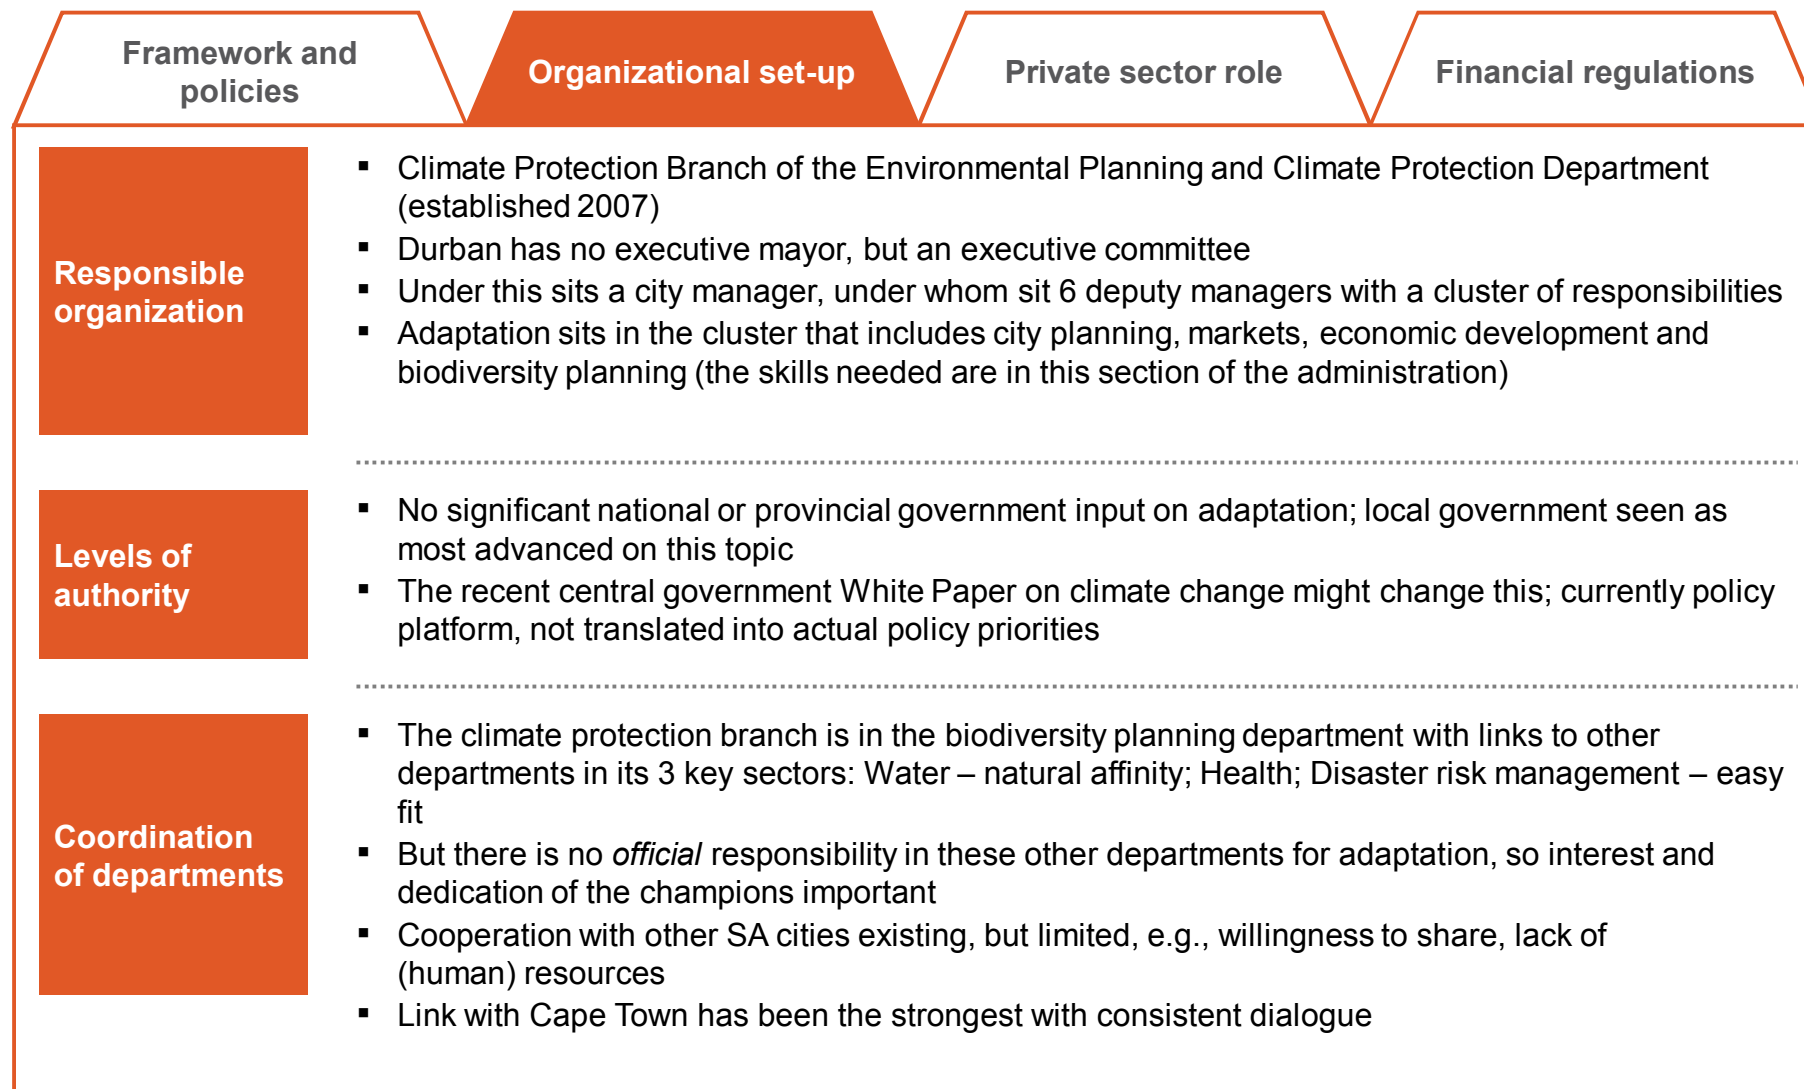 Framework and
policies
Organizational set-up
Private sector role
Financial regulations
Responsible
organization
▪ Climate Protection Branch of the Environmental Planning and Climate Protection Department
(established 2007)
▪ Durban has no executive mayor, but an executive committee
▪ Under this sits a city manager, under whom sit 6 deputy managers with a cluster of responsibilities
▪ Adaptation sits in the cluster that includes city planning, markets, economic development and
biodiversity planning (the skills needed are in this section of the administration)
Levels of
authority
▪ No significant national or provincial government input on adaptation; local government seen as
most advanced on this topic
▪ The recent central government White Paper on climate change might change this; currently policy
platform, not translated into actual policy priorities
Coordination
of departments
▪ The climate protection branch is in the biodiversity planning department with links to other
departments in its 3 key sectors: Water – natural affinity; Health; Disaster risk management – easy
fit
▪ But there is no official responsibility in these other departments for adaptation, so interest and
dedication of the champions important
▪ Cooperation with other SA cities existing, but limited, e.g., willingness to share, lack of
(human) resources
▪ Link with Cape Town has been the strongest with consistent dialogue